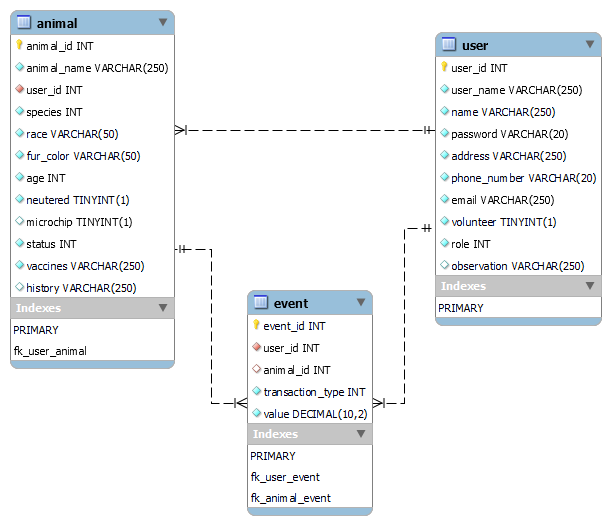 animal
animal_id INT
animal_name VARCHAR(250)
user_id INT
species INT
race VARCHAR(50)
fur_color VARCHAR(50)
age INT
neutered TINYINT(1)
microchip TINYINT(1)
status INT
vaccines VARCHAR(250)
history VARCHAR(250)
Indexes
PRIMARY
fk_user_animal
user
user_id INT
user_name VARCHAR(250)
name VARCHAR(250)
password VARCHAR(20)
address VARCHAR(250)
phone_number VARCHAR(20)
email VARCHAR(250)
volunteer TINYINT(1)
role INT
observation VARCHAR(250)
Indexes
PRIMARY
event
event_id INT
user_id INT
animal_id INT
transaction_type INT
value DECIMAL(10,2)
Indexes
PRIMARY
fk_user_event
fk_animal_event